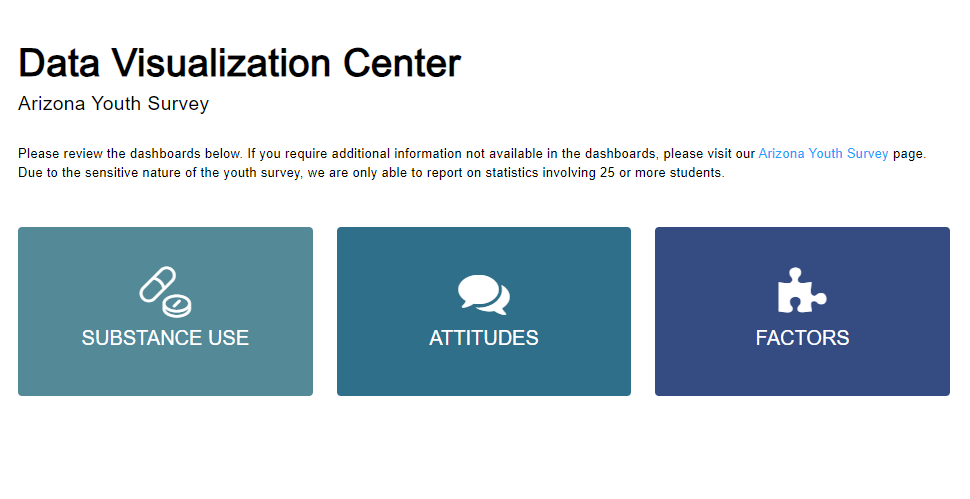 Data Visualization Center
Arizona Youth Survey
Please review the dashboards below. If you require additional information not available in the dashboards, please visit our Arizona Youth Survey page.
Due to the sensitive nature of the youth survey, we are only able to report on statistics involving 25 or more students.
SUBSTANCE USE
ATTITUDES
FACTORS